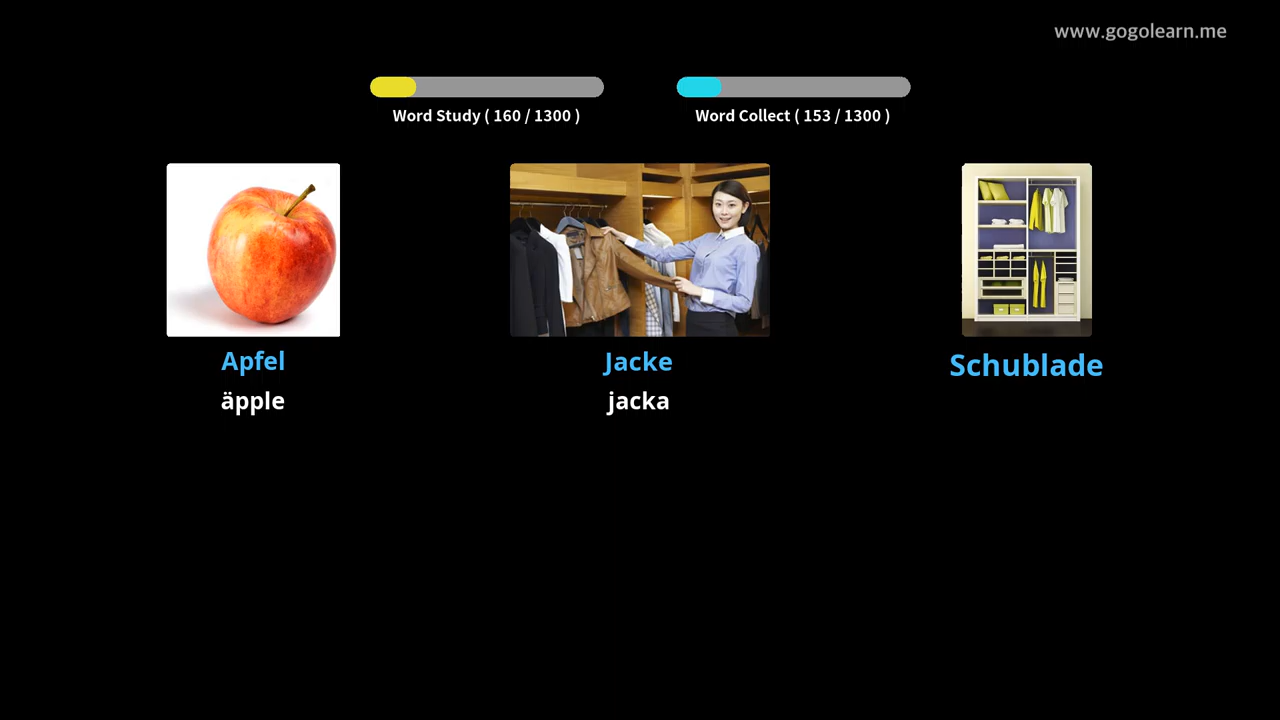 www.gogolearn.me
Word Study ( 160 / 1300 )
Word Collect ( 153 / 1300 )
Apfel
äpple
Jacke
jacka
Schublade